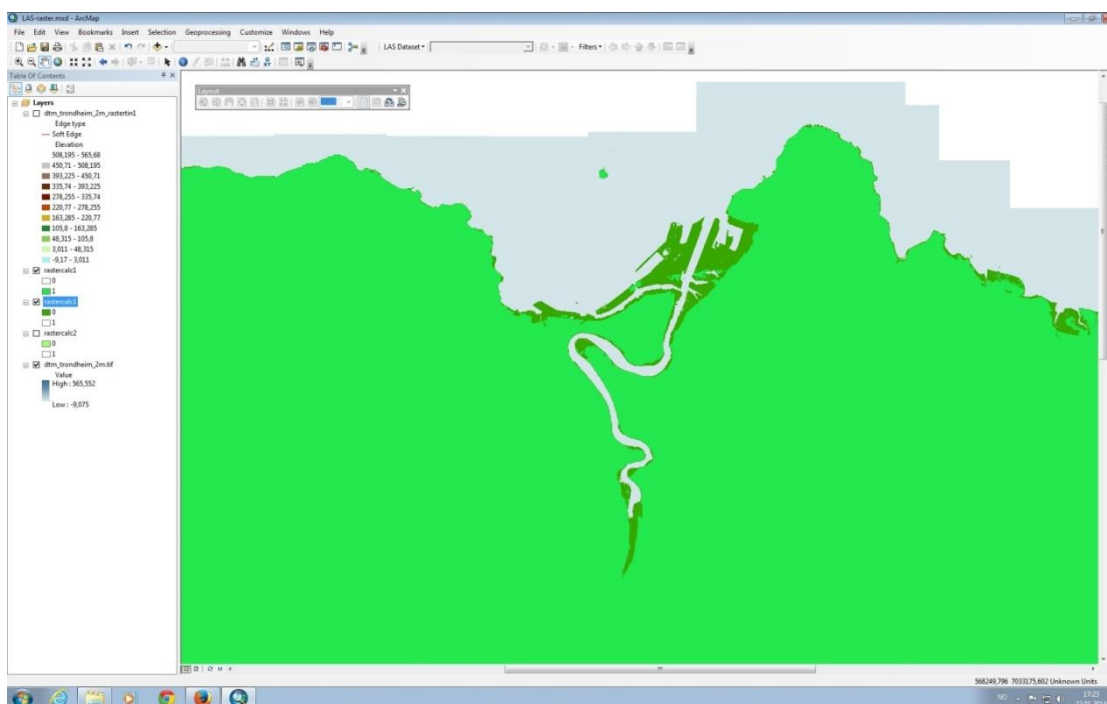 LAS-raster.mxd - ArcMap
File Edit View Bookmarks Insert Selection Geoprocessing Customize Windows Help
LAS Dataset
Filters
Table Of Contents
Layout
Layers
dtm_trondheim_2m_rastertin1
Edge type
Soft Edge
Elevation
508,195 - 565,68
450,71 - 508,195
393,225 - 450,71
335,74 - 393,225
278,255 - 335,74
220,77 - 278,255
163,285 - 220,77
105,8 - 163,285
48,315 - 105,8
3,011 - 48,315
-9,17 - 3,011
rastercalc1
0
1
rastercalc1
0
1
rastercalc2
0
1
dtm_trondheim_2m.tif
Value
High : 565,552
Low : -9,075
568249,796 7033175,602 Unknown Units
NO
17:25